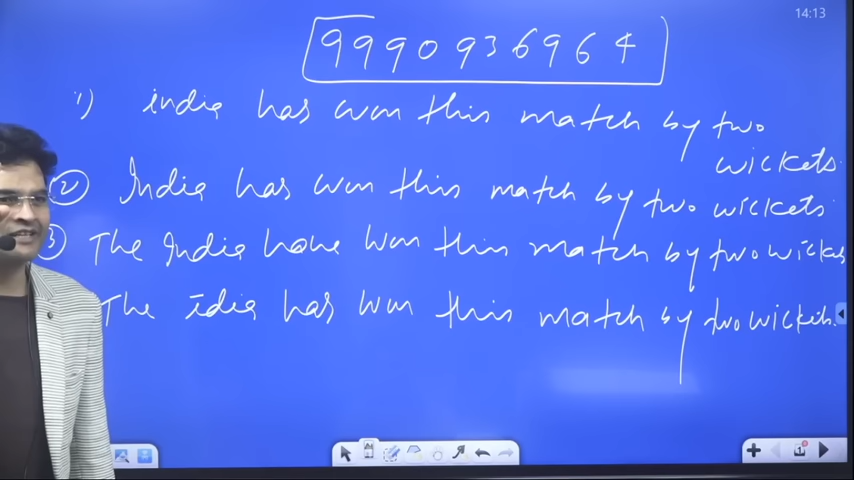 14:13
9990936964
1) india has won this match by two
wickets.
2) India has won this match by two wickets
3) The India have won this match by two wickes
The idia has won this match by two wickets.